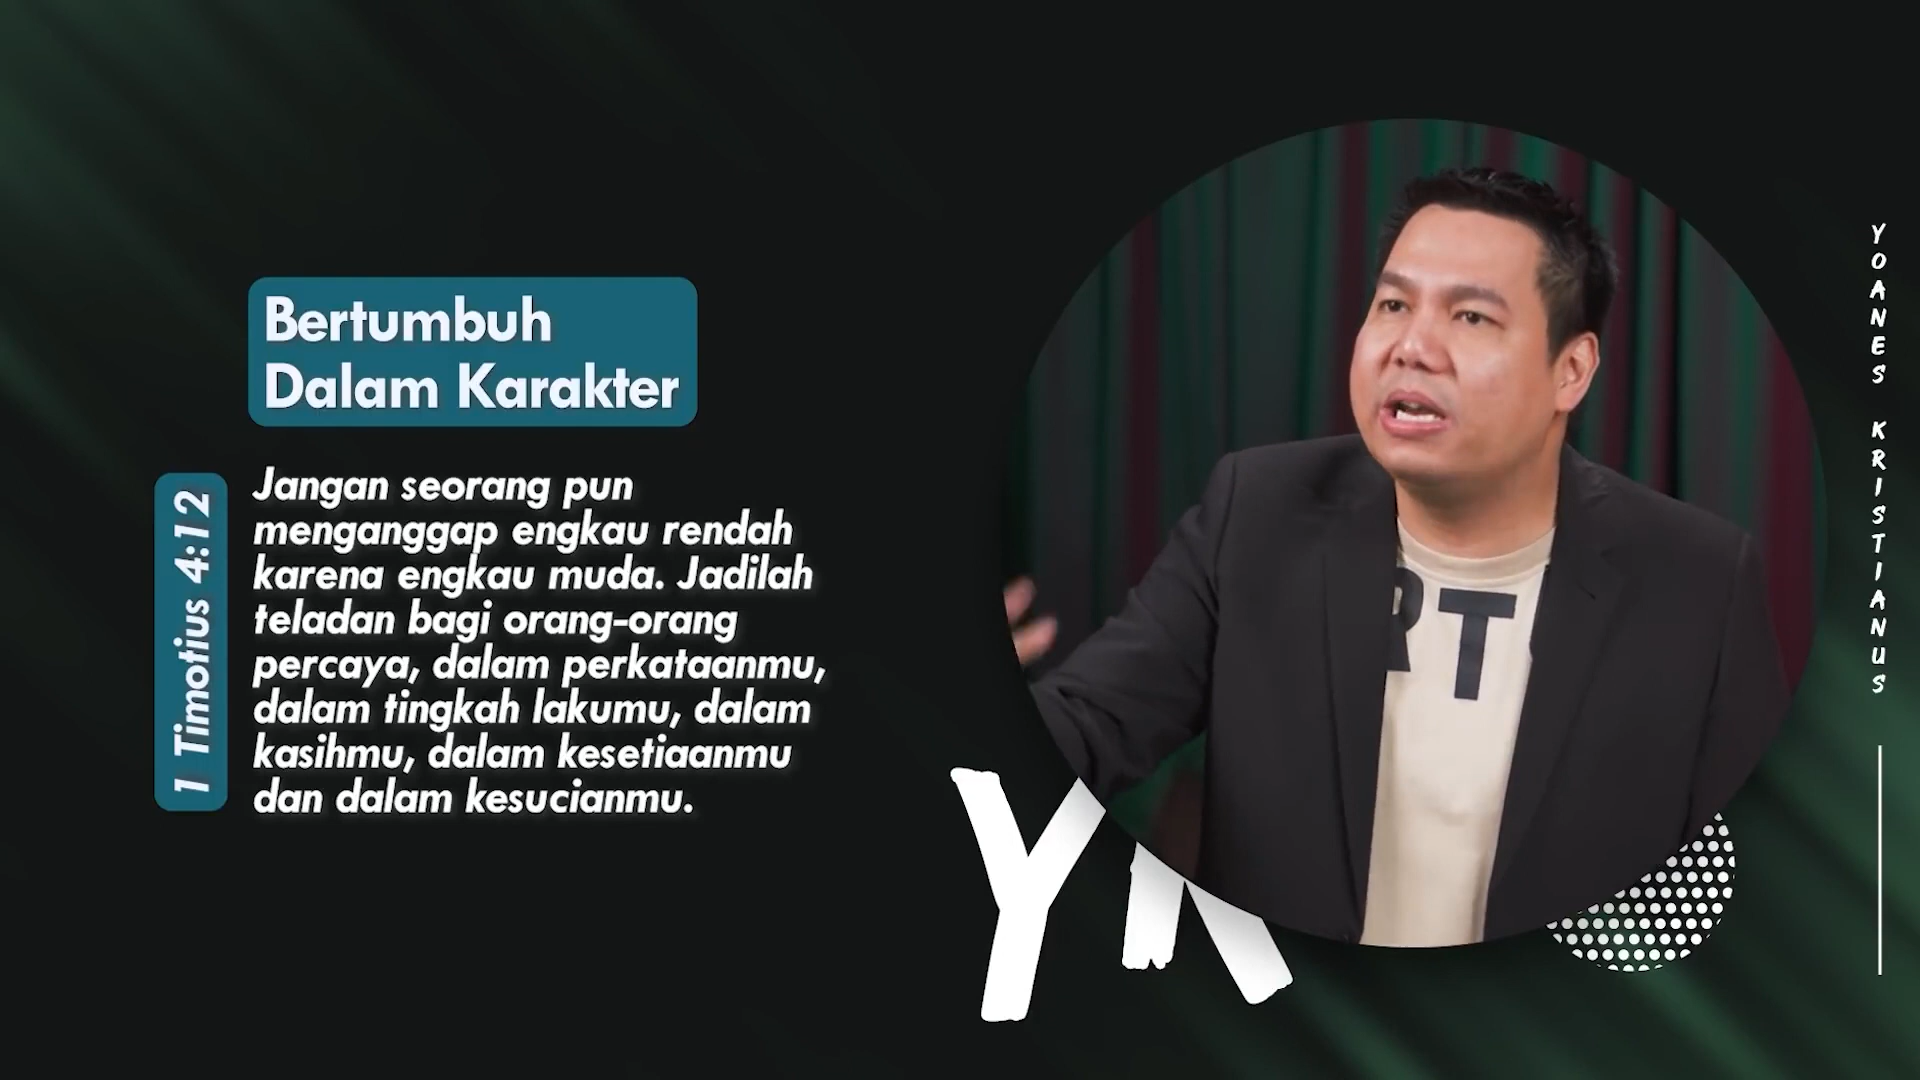 Bertumbuh
Dalam Karakter
1 Timotius 4:12
Jangan seorang pun
menganggap engkau rendah
karena engkau muda. Jadilah
teladan bagi orang-orang
percaya, dalam perkataanmu,
dalam tingkah lakumu, dalam
kasihmu, dalam kesetiaanmu
dan dalam kesucianmu.
RT
YK
YOANES KRISTIANUS